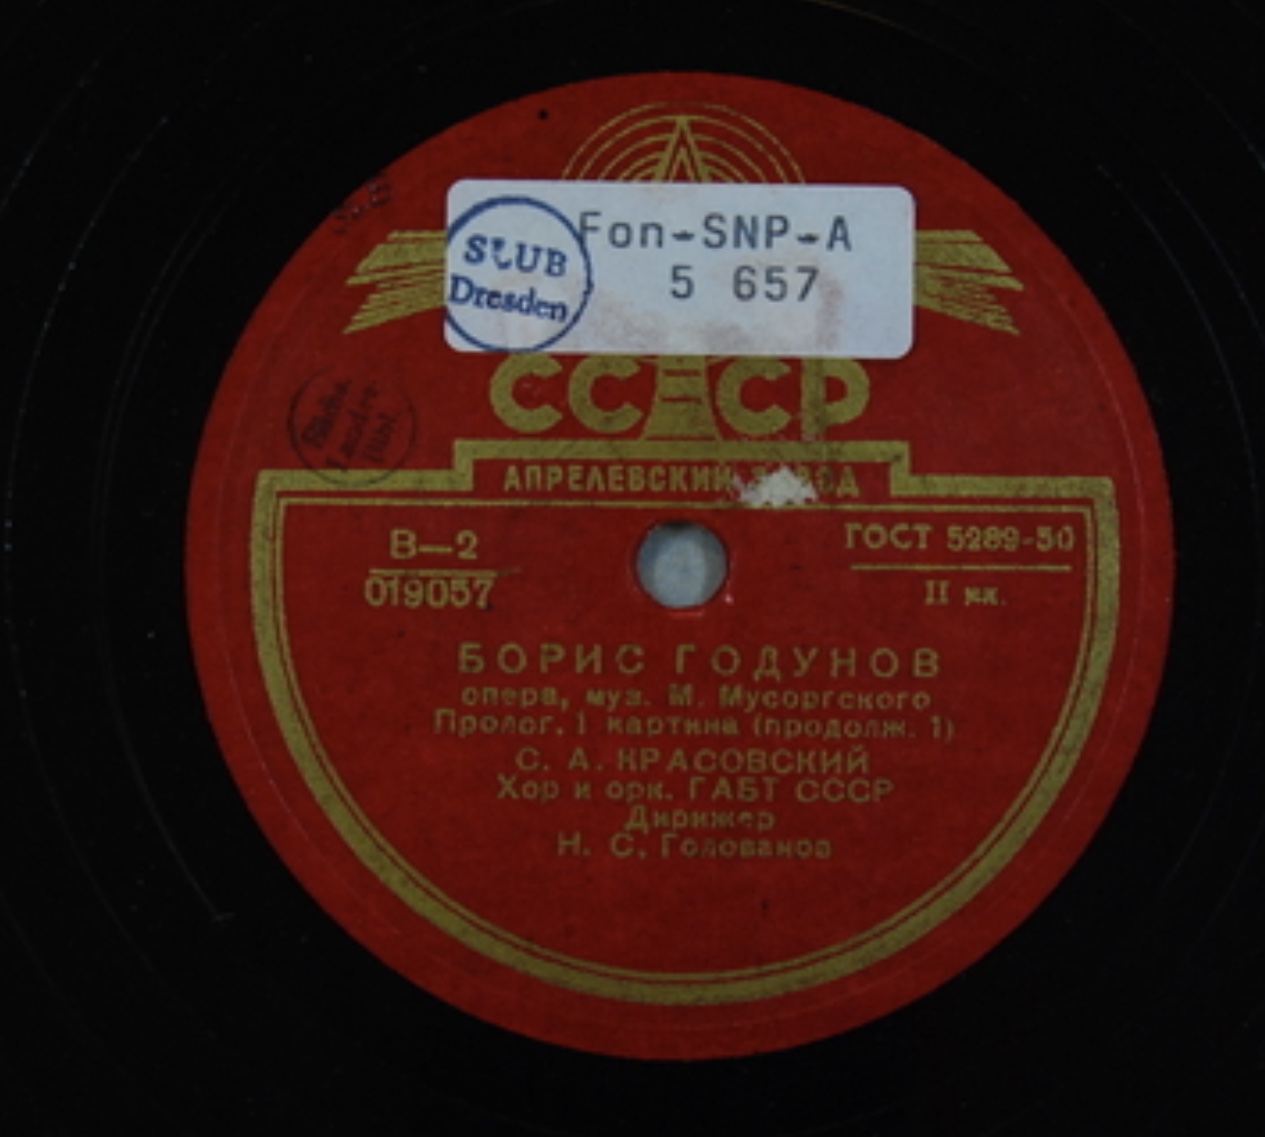 Fon-SNP-A
5 657
SLUB
Dresden
СССР
АПРЕЛЕВСКИЙ ЗАВОД
В—2
019057
ГОСТ 5289-50
II кл.
БОРИС ГОДУНОВ
опера, муз. М. Мусоргского
Пролог. 1 картина (продолж. 1)
С. А. КРАСОВСКИЙ
Хор и орк. ГАБТ СССР
Дирижер
Н. С. Голованов